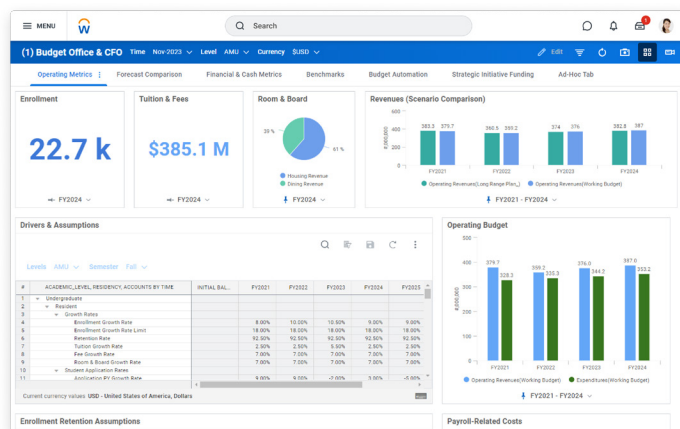 MENU
Search
(1) Budget Office & CFO Time Nov-2023 Level AMU Currency $USD Edit
Operating Metrics Forecast Comparison Financial & Cash Metrics Benchmarks Budget Automation Strategic Initiative Funding Ad-Hoc Tab
Enrollment
22.7 k
FY2024
Tuition & Fees
$385.1 M
FY2024
Room & Board
39 %
61 %
Housing Revenue
Dining Revenue
FY2024
Revenues (Scenario Comparison)
#,000,000
600
400
200
0
383.3 379.7 360.5 359.2 374 376 382.8 387
FY2021 FY2022 FY2023 FY2024
Operating Revenues(Long Range Plan_) Operating Revenues(Working Budget)
FY2021 - FY2024
Drivers & Assumptions
Levels AMU Semester Fall
# ACADEMIC_LEVEL, RESIDENCY, ACCOUNTS BY TIME INITIAL BAL... FY2021 FY2022 FY2023 FY2024 FY2025
1 Undergraduate
2 Resident
3 Growth Rates
4 Enrollment Growth Rate 8.00% 10.00% 10.50% 9.00% 9.00%
5 Enrollment Growth Rate Limit 18.00% 18.00% 18.00% 18.00% 18.00%
6 Retention Rate 92.50% 92.50% 92.50% 92.50% 92.50%
7 Tuition Growth Rate 2.50% 2.50% 5.50% 2.50% 2.50%
8 Fee Growth Rate 7.00% 7.00% 7.00% 7.00% 7.00%
9 Room & Board Growth Rate 7.00% 7.00% 7.00% 7.00% 7.00%
10 Student Application Rates
11 Application PY Growth Rate 9.00% 9.00% -2.00% 3.00% -5.00%
Current currency values USD - United States of America, Dollars
Operating Budget
#,000,000
500
400
300
200
100
0
379.7 328.3 359.2 335.3 376.0 344.2 387.0 353.2
FY2021 FY2022 FY2023 FY2024
Operating Revenues(Working Budget) Expenditures(Working Budget)
FY2021 - FY2024
Enrollment Retention Assumptions
Payroll-Related Costs